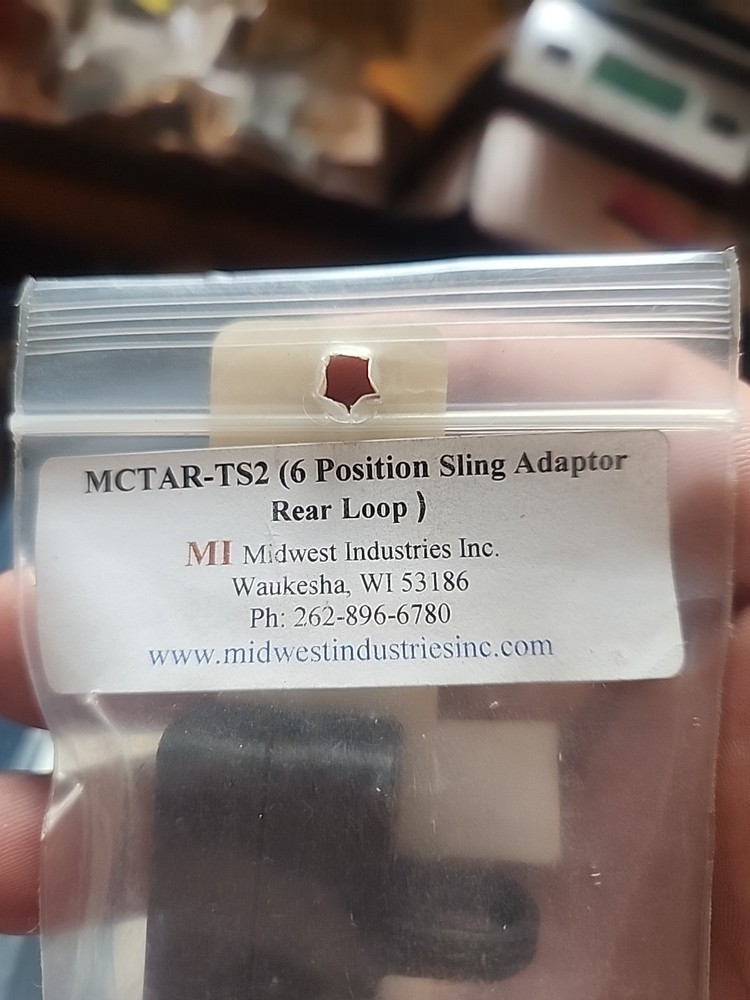 MCTAR-TS2 (6 Position Sling Adaptor
Rear Loop )
MI Midwest Industries Inc.
Waukesha, WI 53186
Ph: 262-896-6780
www.midwestindustriesinc.com